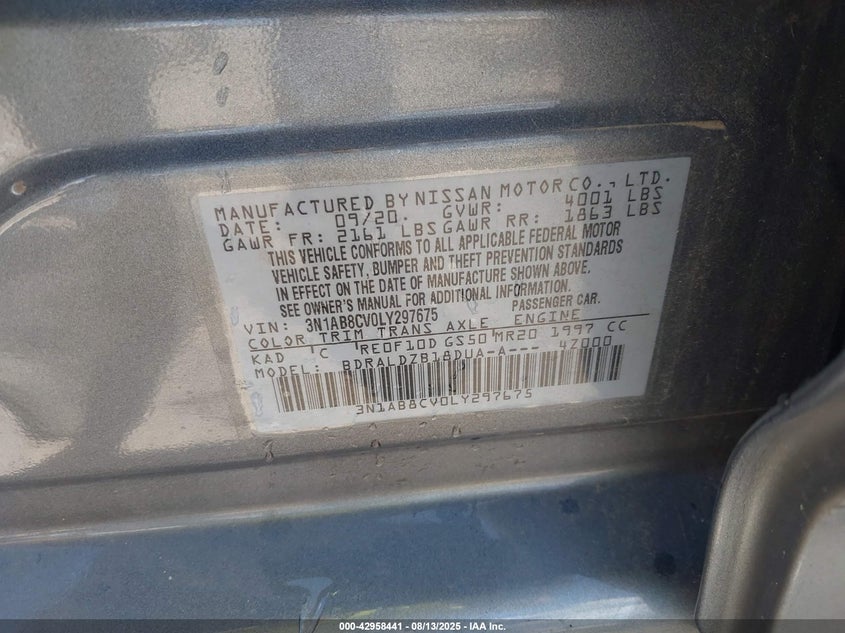 MANUFACTURED BY NISSAN MOTOR CO., LTD.
DATE: 09/20. GVWR: 4001 LBS
GAWR FR: 2161 LBS GAWR RR: 1863 LBS
THIS VEHICLE CONFORMS TO ALL APPLICABLE FEDERAL MOTOR
VEHICLE SAFETY, BUMPER AND THEFT PREVENTION STANDARDS
IN EFFECT ON THE DATE OF MANUFACTURE SHOWN ABOVE.
SEE OWNER'S MANUAL FOR ADDITIONAL INFORMATION.
VIN: 3N1AB8CV0LY297675 PASSENGER CAR.
COLOR TRIM TRANS AXLE ENGINE
KAD C RE0F10D GS50 MR20 1997 CC
MODEL: BDRALDZB18DUA-A--- 4Z000
3N1AB8CV0LY297675
000-42958441 - 08/13/2025 - IAA Inc.